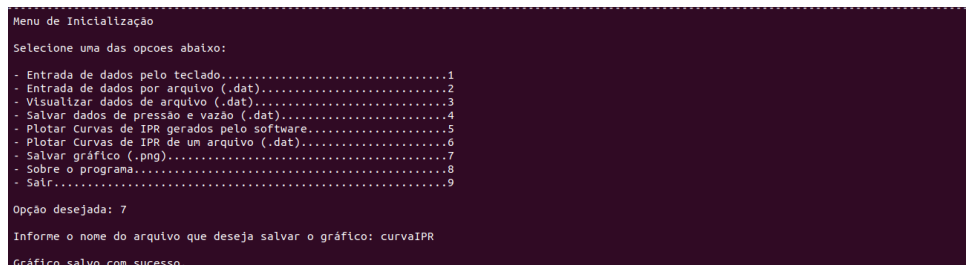 Menu de Inicialização
Selecione uma das opcoes abaixo:
- Entrada de dados pelo teclado..................................1
- Entrada de dados por arquivo (.dat)............................2
- Visualizar dados de arquivo (.dat).............................3
- Salvar dados de pressão e vazão (.dat).........................4
- Plotar Curvas de IPR gerados pelo software.....................5
- Plotar Curvas de IPR de um arquivo (.dat)......................6
- Salvar gráfico (.png)..........................................7
- Sobre o programa...............................................8
- Sair...........................................................9
Opção desejada: 7
Informe o nome do arquivo que deseja salvar o gráfico: curvaIPR
Gráfico salvo com sucesso